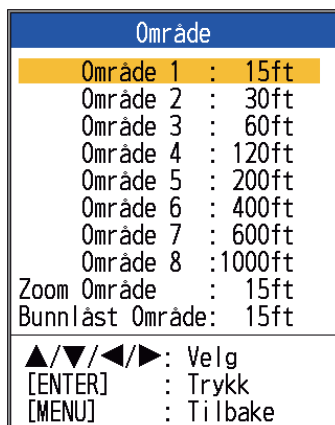 Område
Område 1 : 15ft
Område 2 : 30ft
Område 3 : 60ft
Område 4 : 120ft
Område 5 : 200ft
Område 6 : 400ft
Område 7 : 600ft
Område 8 :1000ft
Zoom Område : 15ft
Bunnlåst Område: 15ft
▲/▼/◀/▶: Velg
[ENTER] : Trykk
[MENU] : Tilbake